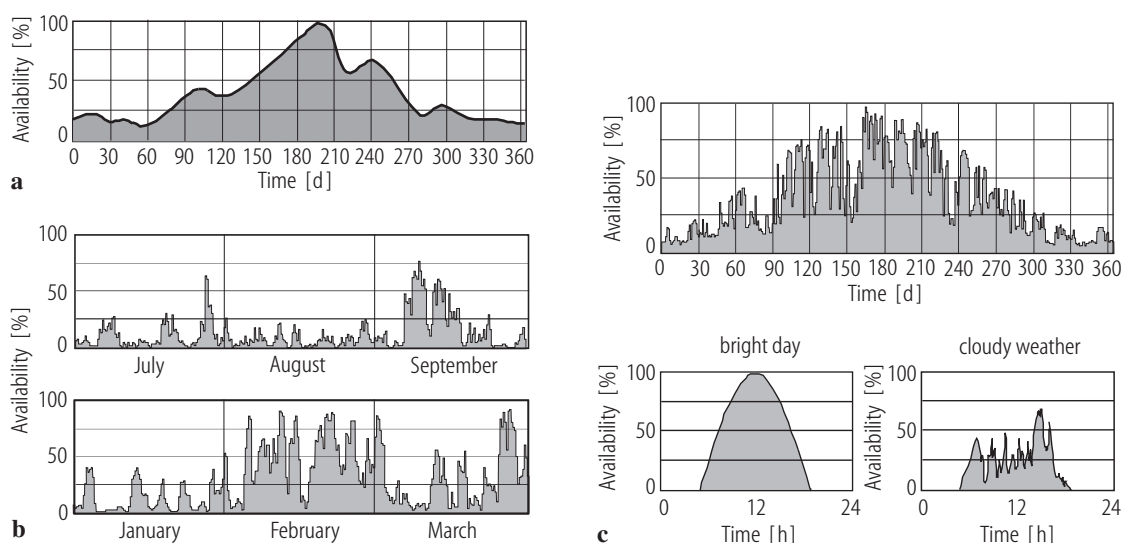 Availability [%]
100
50
0
0 30 60 90 120 150 180 210 240 270 300 330 360
Time [d]
a
Availability [%]
100
50
0
July August September
100
50
0
January February March
b
Availability [%]
100
50
0
0 30 60 90 120 150 180 210 240 270 300 330 360
Time [d]
bright day
Availability [%]
100
50
0
0 12 24
Time [h]
cloudy weather
Availability [%]
100
50
0
0 12 24
Time [h]
c